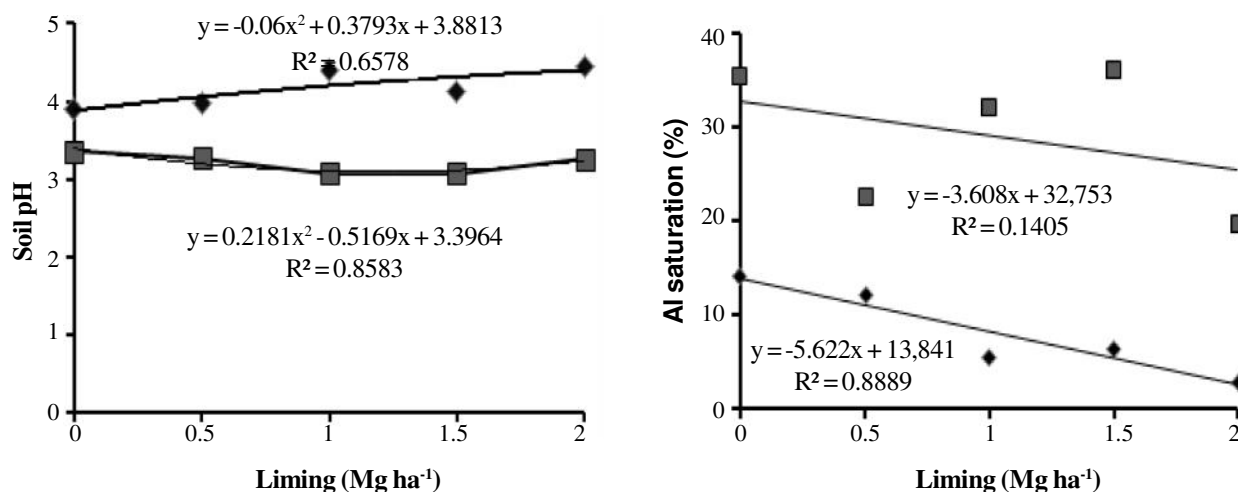 5
y = -0.06x² + 0.3793x + 3.8813
R² = 0.6578
4
3
y = 0.2181x² - 0.5169x + 3.3964
R² = 0.8583
2
1
0
0 0.5 1 1.5 2
Soil pH
Liming (Mg ha⁻¹)
40
30
y = -3.608x + 32,753
R² = 0.1405
20
10
y = -5.622x + 13,841
R² = 0.8889
0
0 0.5 1 1.5 2
Al saturation (%)
Liming (Mg ha⁻¹)